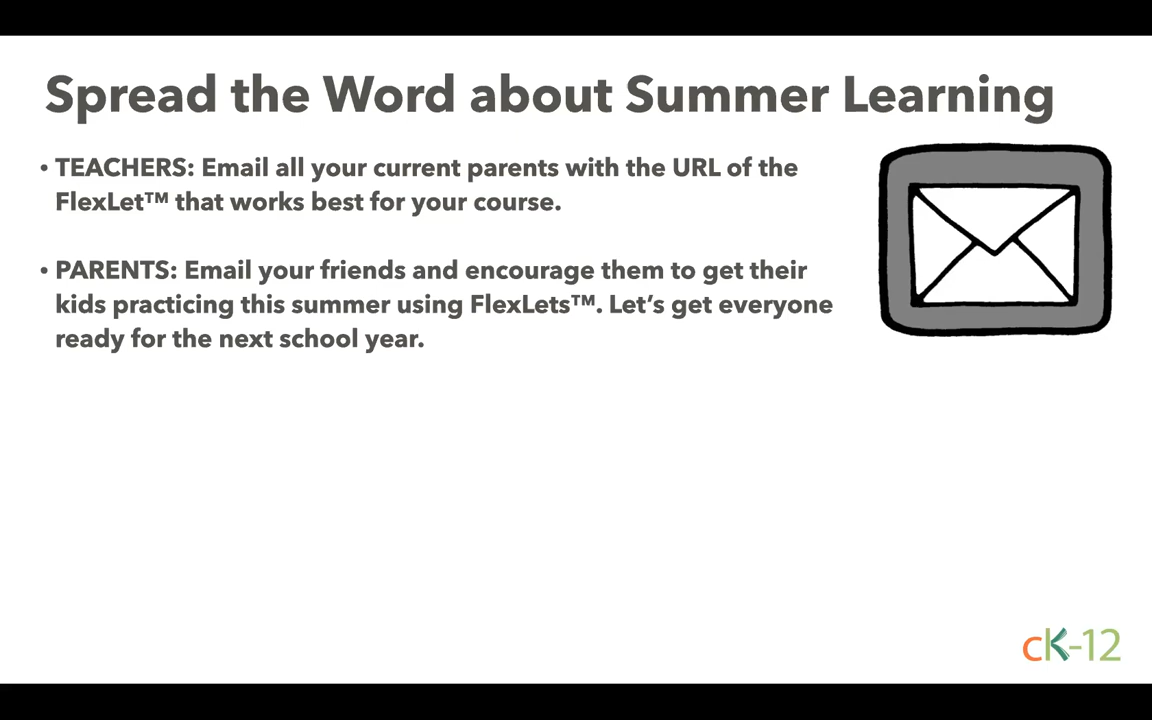 Spread the Word about Summer Learning
• TEACHERS: Email all your current parents with the URL of the
FlexLet™ that works best for your course.
• PARENTS: Email your friends and encourage them to get their
kids practicing this summer using FlexLets™. Let’s get everyone
ready for the next school year.
cK-12